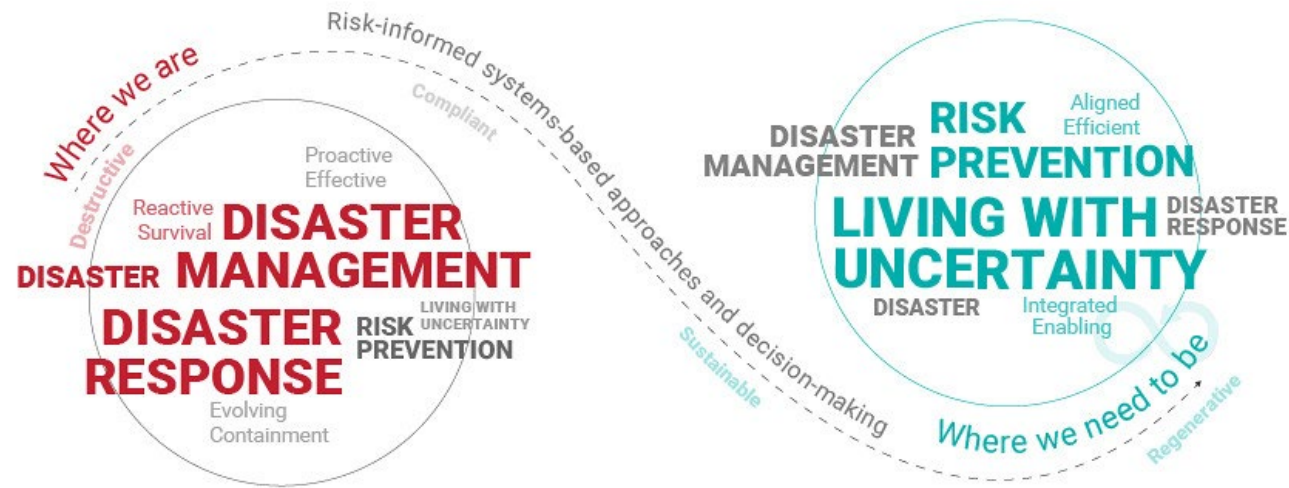 Where we are
Risk-informed systems-based approaches and decision-making
Destructive
Compliant
Proactive
Effective
Reactive
Survival
DISASTER
MANAGEMENT
DISASTER
DISASTER
RESPONSE
RISK
PREVENTION
LIVING WITH
UNCERTAINTY
Evolving
Containment
Sustainable
DISASTER
MANAGEMENT
RISK
PREVENTION
Aligned
Efficient
LIVING WITH
UNCERTAINTY
DISASTER
RESPONSE
DISASTER
Integrated
Enabling
Where we need to be
Regenerative